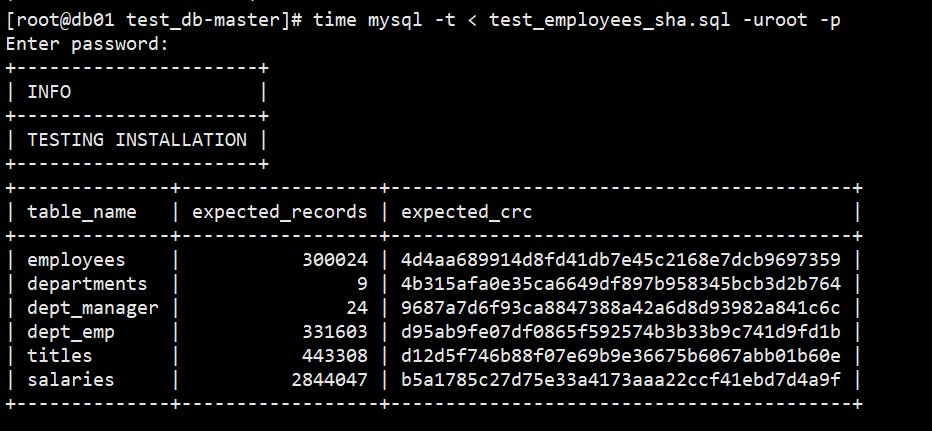 [root@db01 test_db-master]# time mysql -t < test_employees_sha.sql -uroot -p
Enter password:
+----------------------+
| INFO                 |
+----------------------+
| TESTING INSTALLATION |
+----------------------+
+--------------+------------------+------------------------------------------+
| table_name   | expected_records | expected_crc                             |
+--------------+------------------+------------------------------------------+
| employees    |           300024 | 4d4aa689914d8fd41db7e45c2168e7dcb9697359 |
| departments  |                9 | 4b315afa0e35ca6649df897b958345bcb3d2b764 |
| dept_manager |               24 | 9687a7d6f93ca8847388a42a6d8d93982a841c6c |
| dept_emp     |           331603 | d95ab9fe07df0865f592574b3b33b9c741d9fd1b |
| titles       |           443308 | d12d5f746b88f07e69b9e36675b6067abb01b60e |
| salaries     |          2844047 | b5a1785c27d75e33a4173aaa22ccf41ebd7d4a9f |
+--------------+------------------+------------------------------------------+